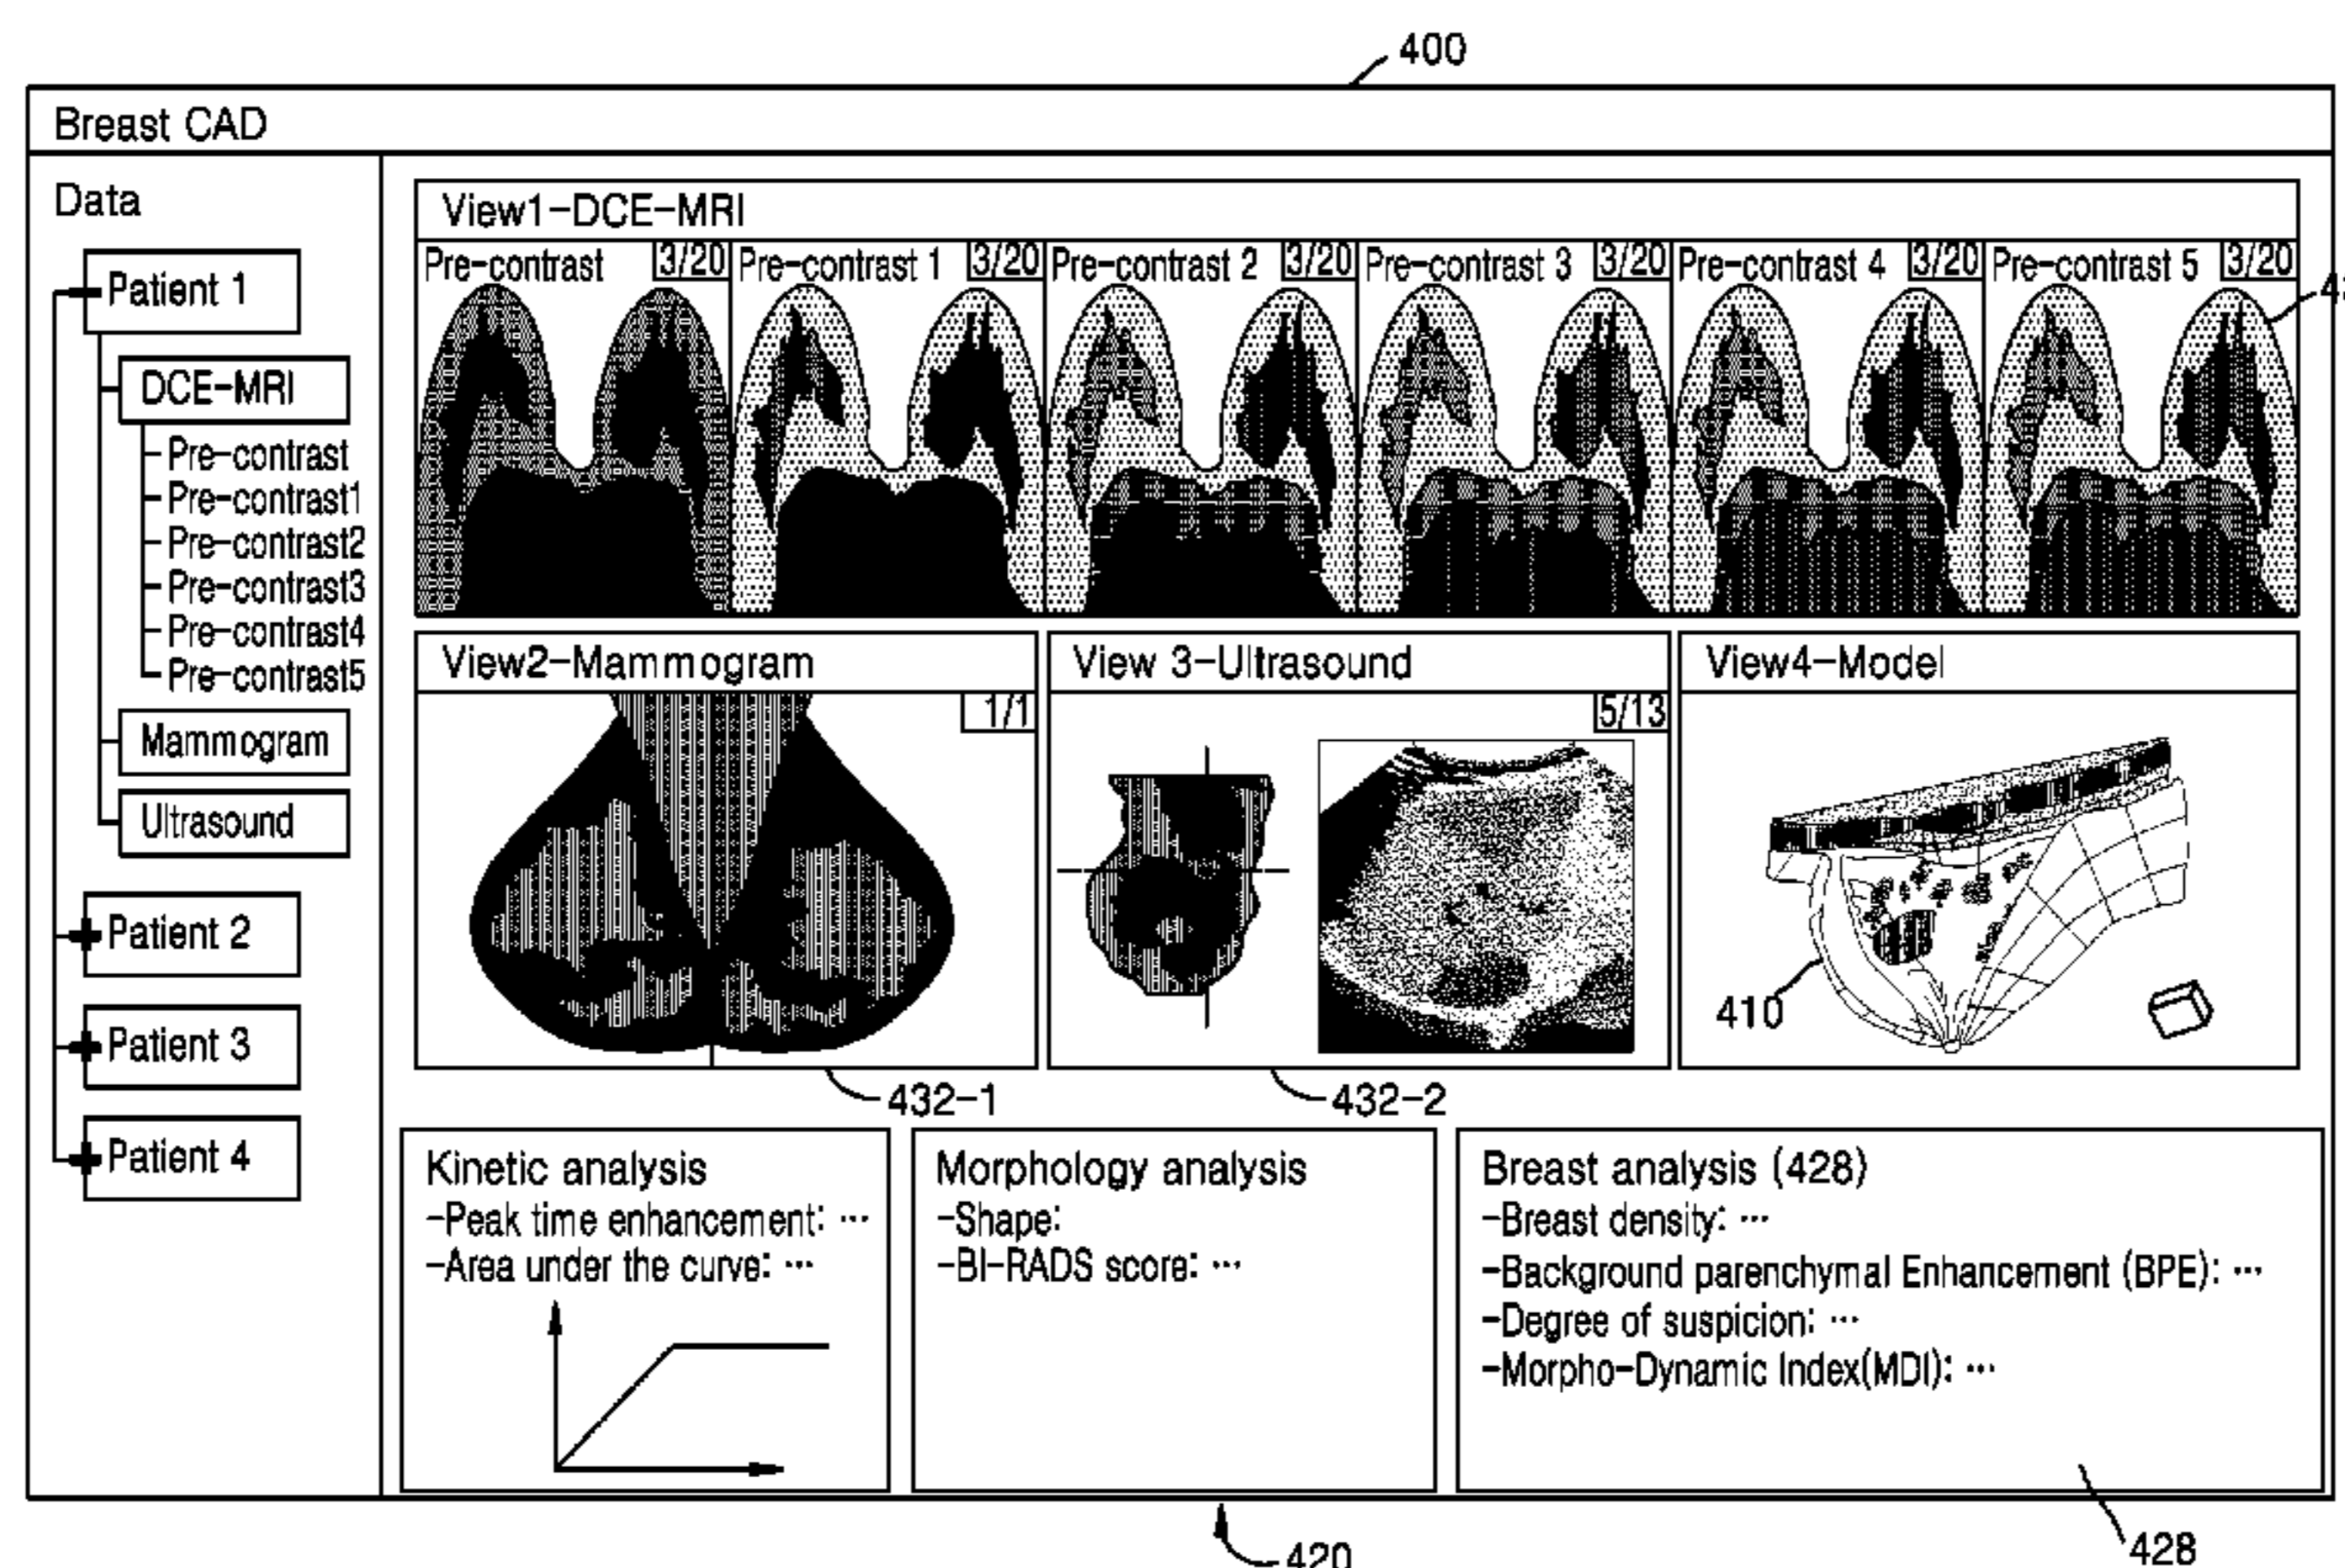 400
Breast CAD
Data
Patient 1
DCE-MRI
Pre-contrast
Pre-contrast1
Pre-contrast2
Pre-contrast3
Pre-contrast4
Pre-contrast5
Mammogram
Ultrasound
Patient 2
Patient 3
Patient 4
View1-DCE-MRI
Pre-contrast 3/20
Pre-contrast 1 3/20
Pre-contrast 2 3/20
Pre-contrast 3 3/20
Pre-contrast 4 3/20
Pre-contrast 5 3/20
View2-Mammogram
1/1
432-1
View 3-Ultrasound
5/13
432-2
View4-Model
410
Kinetic analysis
-Peak time enhancement: ···
-Area under the curve: ···
Morphology analysis
-Shape:
-BI-RADS score: ···
Breast analysis (428)
-Breast density: ···
-Background parenchymal Enhancement (BPE): ···
-Degree of suspicion: ···
-Morpho-Dynamic Index(MDI): ···
420
428